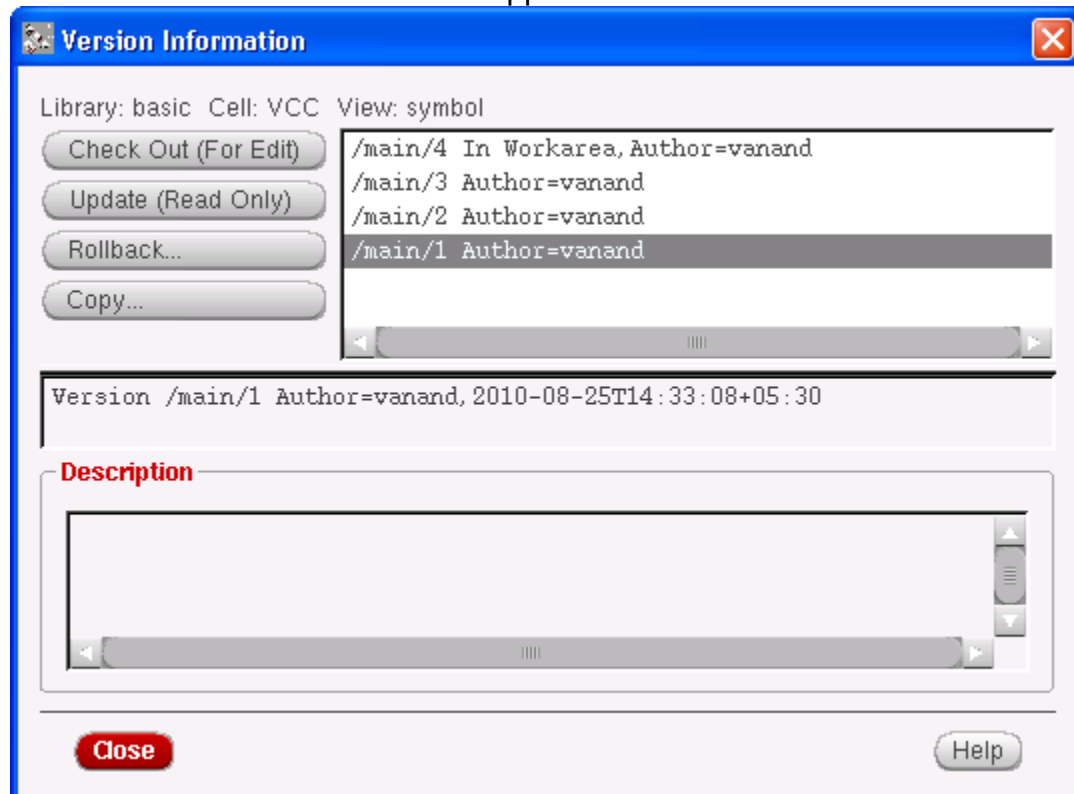 Version Information
Library: basic Cell: VCC View: symbol
Check Out (For Edit)
Update (Read Only)
Rollback...
Copy...
/main/4 In Workarea, Author=vanand
/main/3 Author=vanand
/main/2 Author=vanand
/main/1 Author=vanand
Version /main/1 Author=vanand, 2010-08-25T14:33:08+05:30
Description
Close
Help